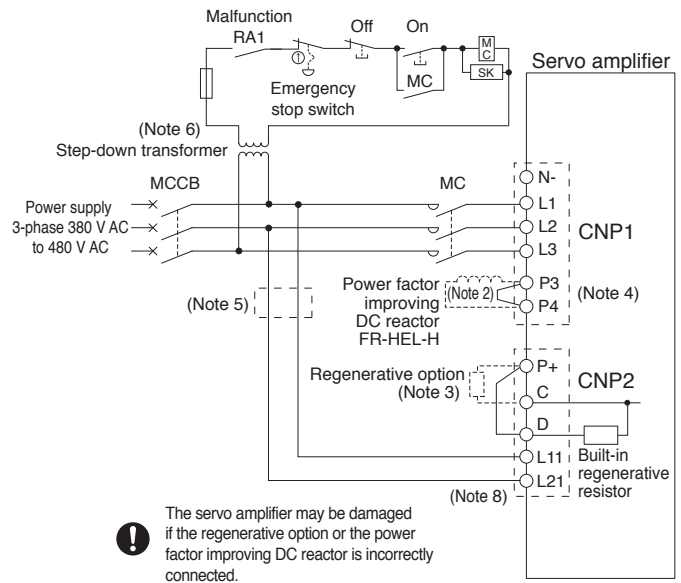 Malfunction
RA1
Off
On
M
C
SK
MC
Emergency
stop switch
Servo amplifier
(Note 6)
Step-down transformer
MCCB
MC
N-
L1
Power supply
3-phase 380 V AC
to 480 V AC
L2
L3
CNP1
(Note 5)
Power factor
improving
DC reactor
FR-HEL-H
(Note 2)
P3
P4
(Note 4)
Regenerative option
(Note 3)
P+
C
D
CNP2
L11
L21
Built-in
regenerative
resistor
(Note 8)
The servo amplifier may be damaged
if the regenerative option or the power
factor improving DC reactor is incorrectly
connected.